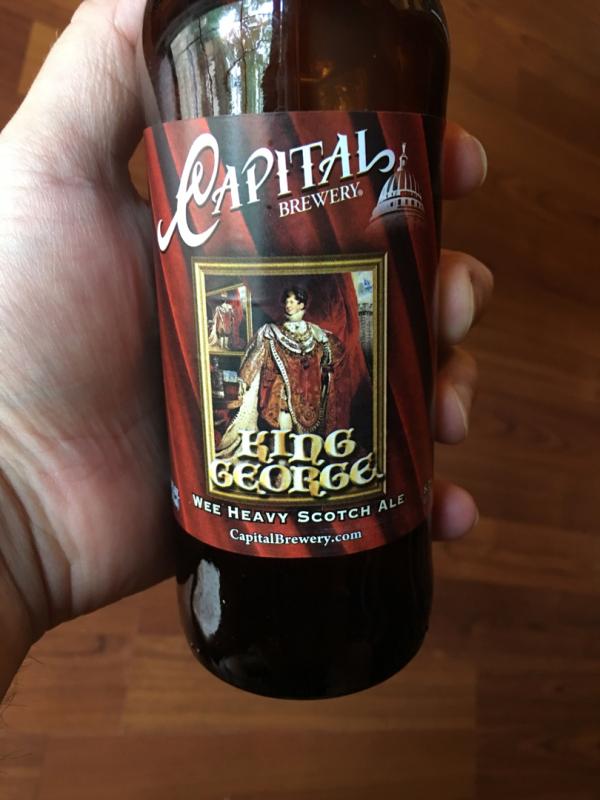 CAPITAL
BREWERY®
KING
GEORGE
WEE HEAVY SCOTCH ALE
CapitalBrewery.com